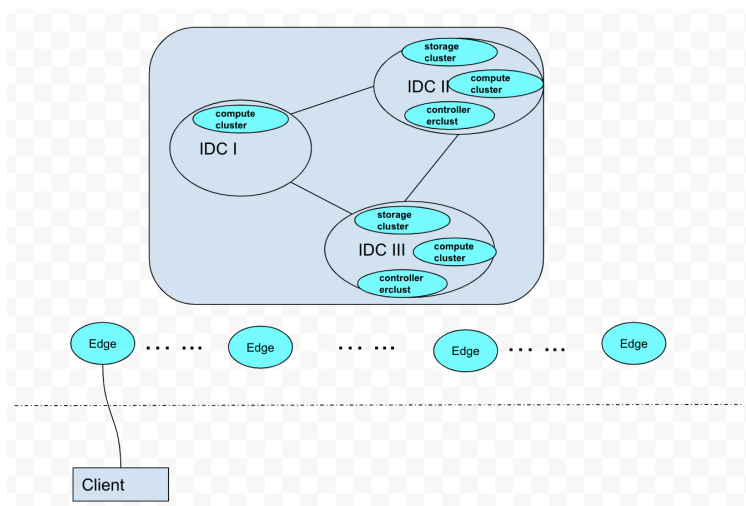 storage
cluster
IDC II
compute
cluster
controller
erclust
compute
cluster
IDC I
storage
cluster
IDC III
compute
cluster
controller
erclust
Edge
... ...
Edge
... ...
Edge
... ...
Edge
Client